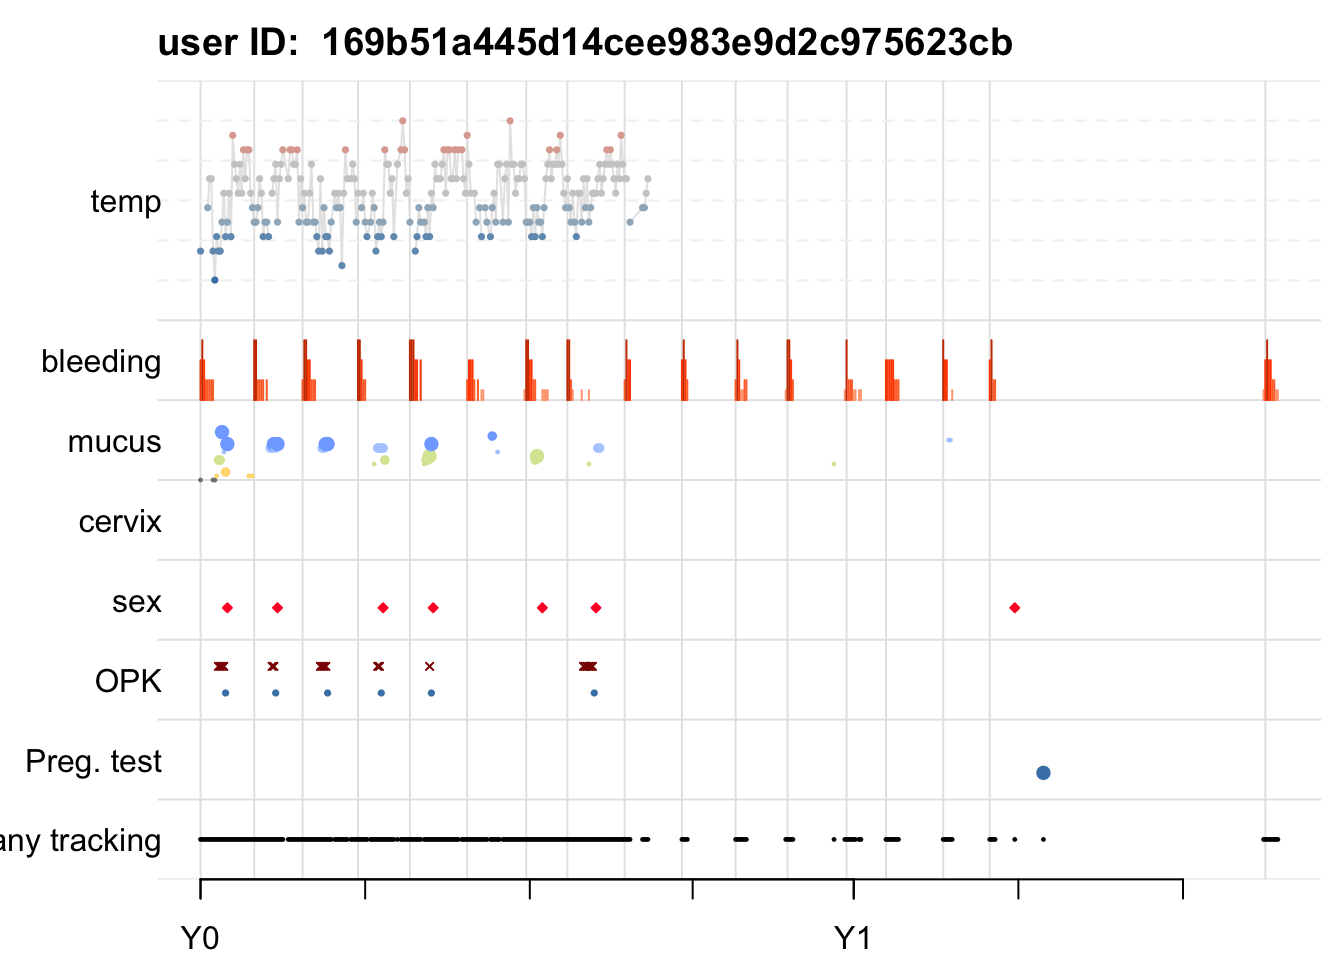 user ID:  169b51a445d14cee983e9d2c975623cb
temp
bleeding
mucus
cervix
sex
OPK
Preg. test
any tracking
Y0 Y1